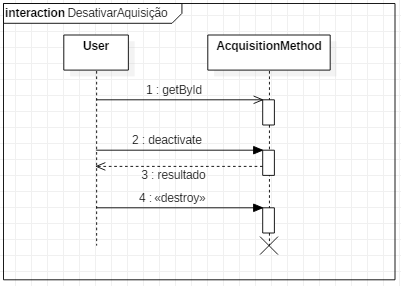 interaction DesativarAquisição
User
AcquisitionMethod
1 : getById
2 : deactivate
3 : resultado
4 : «destroy»